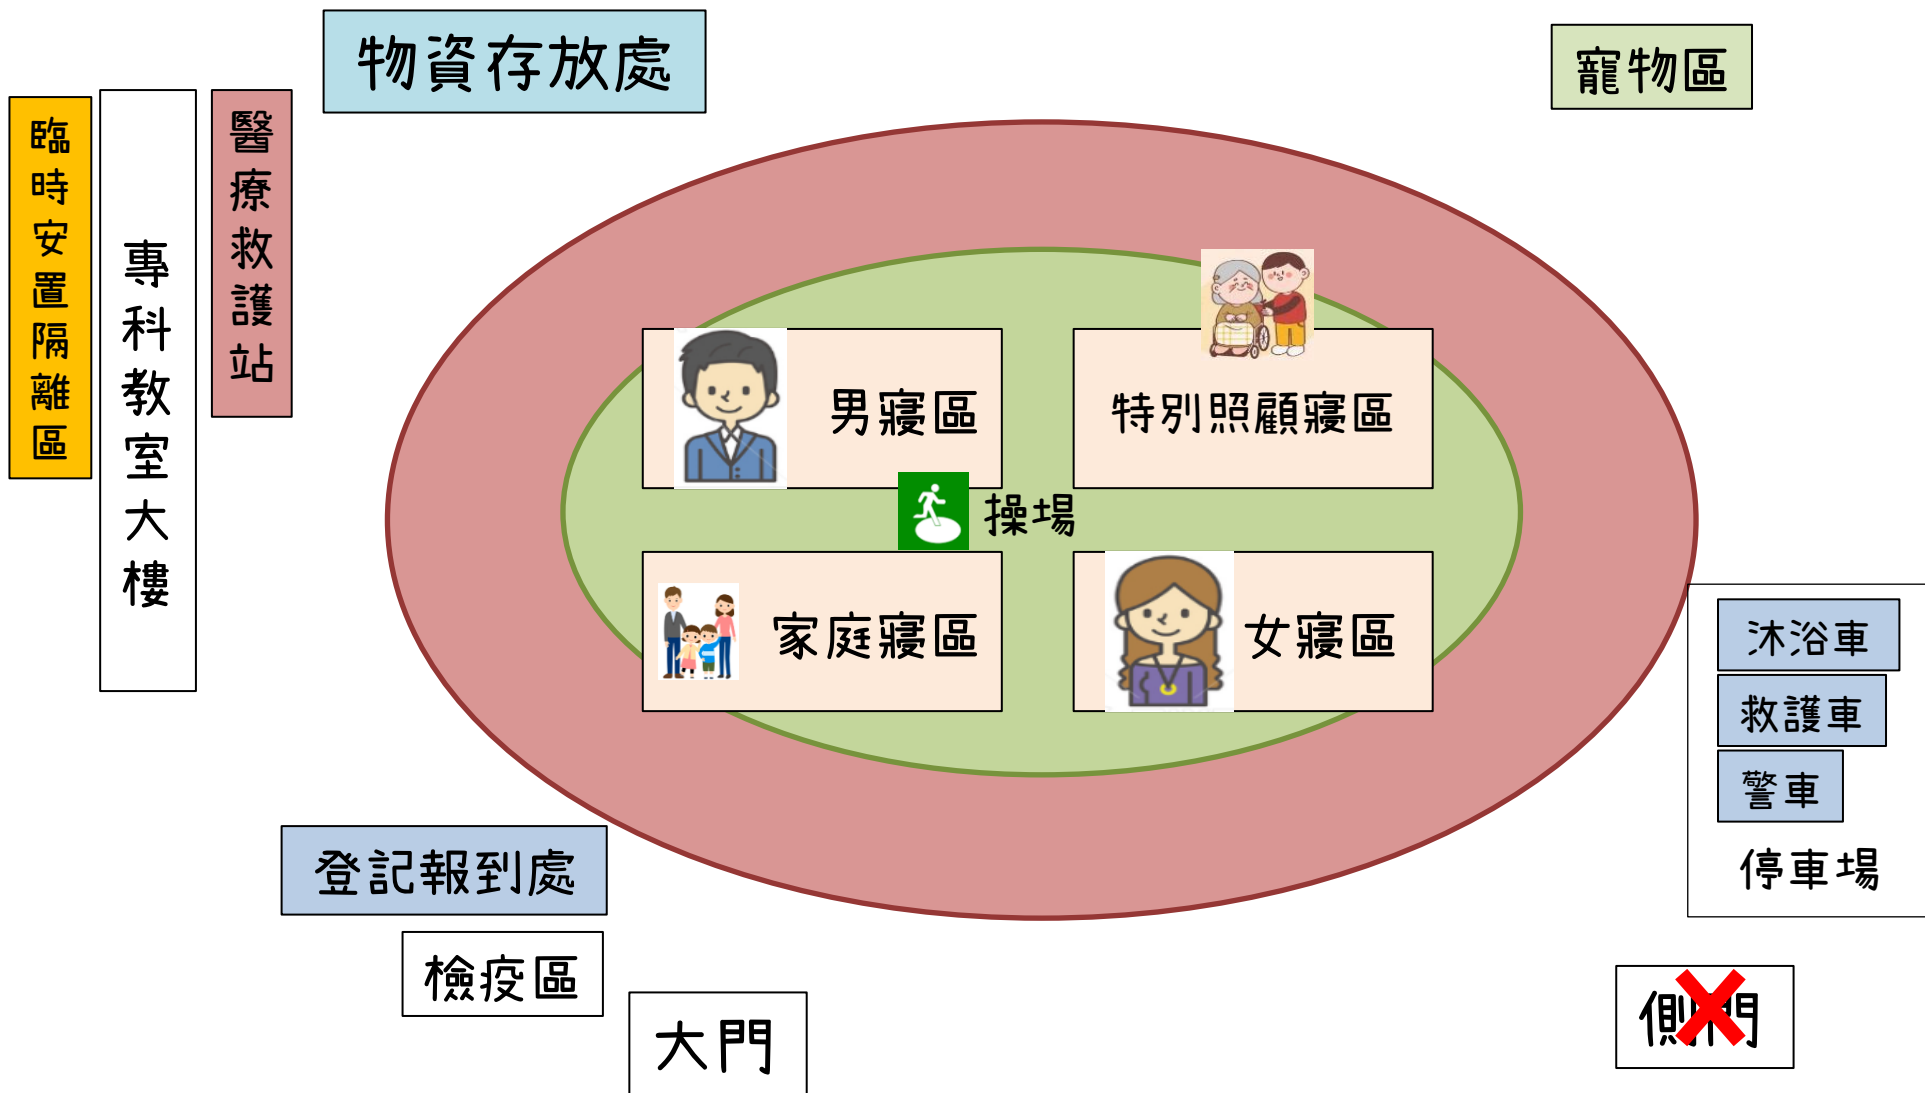 物資存放處
寵物區
臨時安置隔離區
專科教室大樓
醫療救護站
男寢區
特別照顧寢區
操場
家庭寢區
女寢區
沐浴車
救護車
警車
停車場
登記報到處
檢疫區
大門
側門